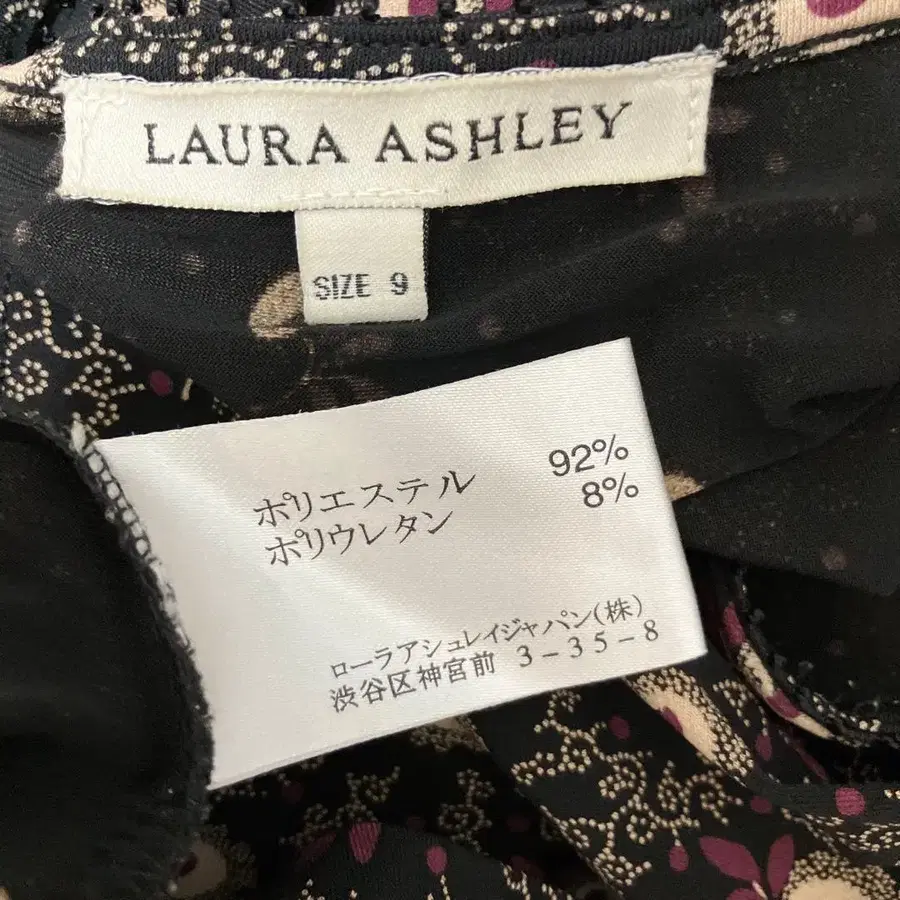 LAURA ASHLEY
SIZE 9
ポリエステル 92%
ポリウレタン 8%
ローラアシュレイジャパン(株)
渋谷区神宮前 3-35-8